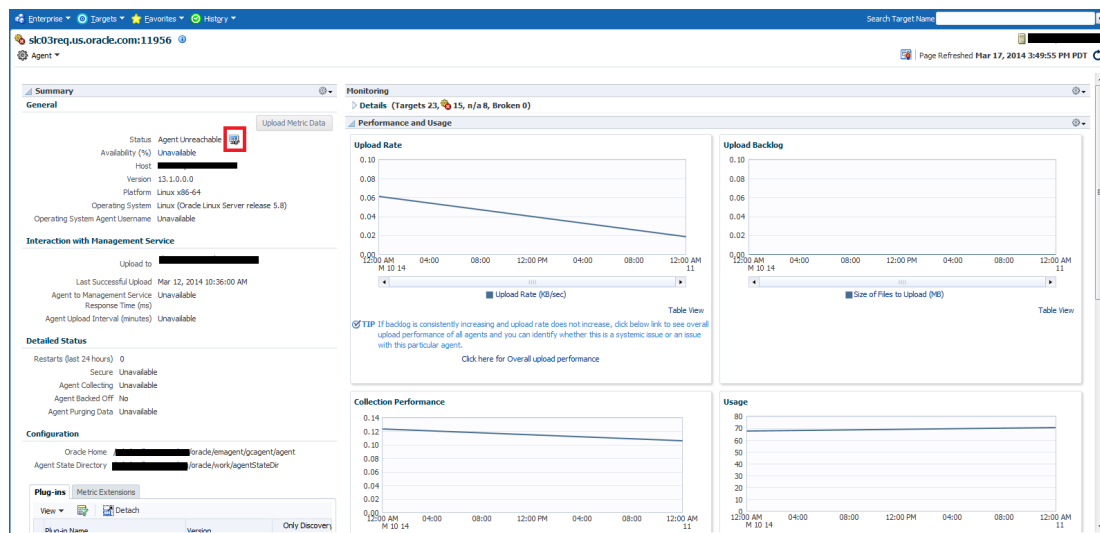 Enterprise Targets Favorites History Search Target Name
slc03req.us.oracle.com:11956
Agent Page Refreshed Mar 17, 2014 3:49:55 PM PDT
Summary
General
Upload Metric Data
Status Agent Unreachable
Availability (%) Unavailable
Host
Version 13.1.0.0.0
Platform Linux x86-64
Operating System Linux (Oracle Linux Server release 5.8)
Operating System Agent Username Unavailable
Interaction with Management Service
Upload to
Last Successful Upload Mar 12, 2014 10:36:00 AM
Agent to Management Service Unavailable
Response Time (ms)
Agent Upload Interval (minutes) Unavailable
Detailed Status
Restarts (last 24 hours) 0
Secure Unavailable
Agent Collecting Unavailable
Agent Backed Off No
Agent Purging Data Unavailable
Configuration
Oracle Home /oracle/emagent/gcagent/agent
Agent State Directory /oracle/work/agentStateDir
Plug-ins Metric Extensions
View Detach
Plug-in Name Version Only Discovery
Monitoring
Details (Targets 23, 15, n/a 8, Broken 0)
Performance and Usage
Upload Rate
0.10
0.08
0.06
0.04
0.02
0.00
12:00 AM 04:00 08:00 12:00 PM 04:00 08:00 12:00 AM
M 10 14 11
Upload Rate (KB/sec)
Table View
TIP If backlog is consistently increasing and upload rate does not increase, click below link to see overall
upload performance of all agents and you can identify whether this is a systemic issue or an issue
with this particular agent.
Click here for Overall upload performance
Upload Backlog
0.10
0.08
0.06
0.04
0.02
0.00
12:00 AM 04:00 08:00 12:00 PM 04:00 08:00 12:00 AM
M 10 14 11
Size of Files to Upload (MB)
Table View
Collection Performance
0.14
0.12
0.10
0.08
0.06
0.04
0.02
0.00
12:00 AM 04:00 08:00 12:00 PM 04:00 08:00 12:00 AM
M 10 14 11
Usage
80
70
60
50
40
30
20
10
0
12:00 AM 04:00 08:00 12:00 PM 04:00 08:00 12:00 AM
M 10 14 11